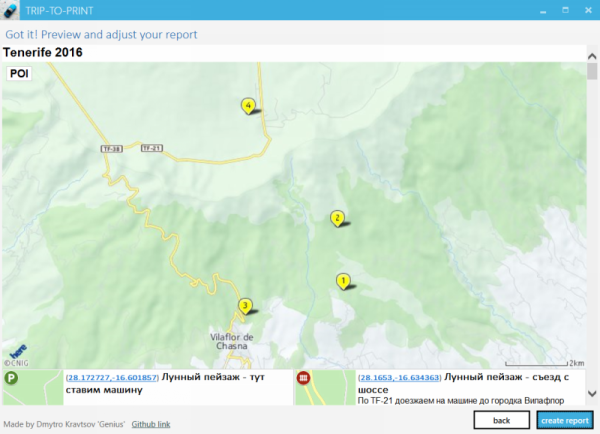 TRIP-TO-PRINT
Got it! Preview and adjust your report
Tenerife 2016
POI
4
TF-38
TF-21
2
1
3
Vilaflor de
Chasna
here
©CNIG
2km
P
(28.172727,-16.601857) Лунный пейзаж - тут
ставим машину
(28.1653,-16.634363) Лунный пейзаж - съезд с
шоссе
По TF-21 доезжаем на машине до городка Вилафлор
Made by Dmytro Kravtsov 'Genius'
Github link
back
create report